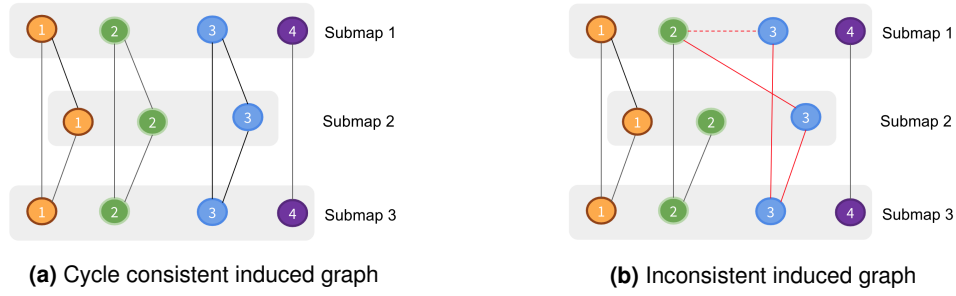 1 2 3 4 Submap 1
1 2 3 Submap 2
1 2 3 4 Submap 3
(a) Cycle consistent induced graph
1 2 3 4 Submap 1
1 2 3 Submap 2
1 2 3 4 Submap 3
(b) Inconsistent induced graph